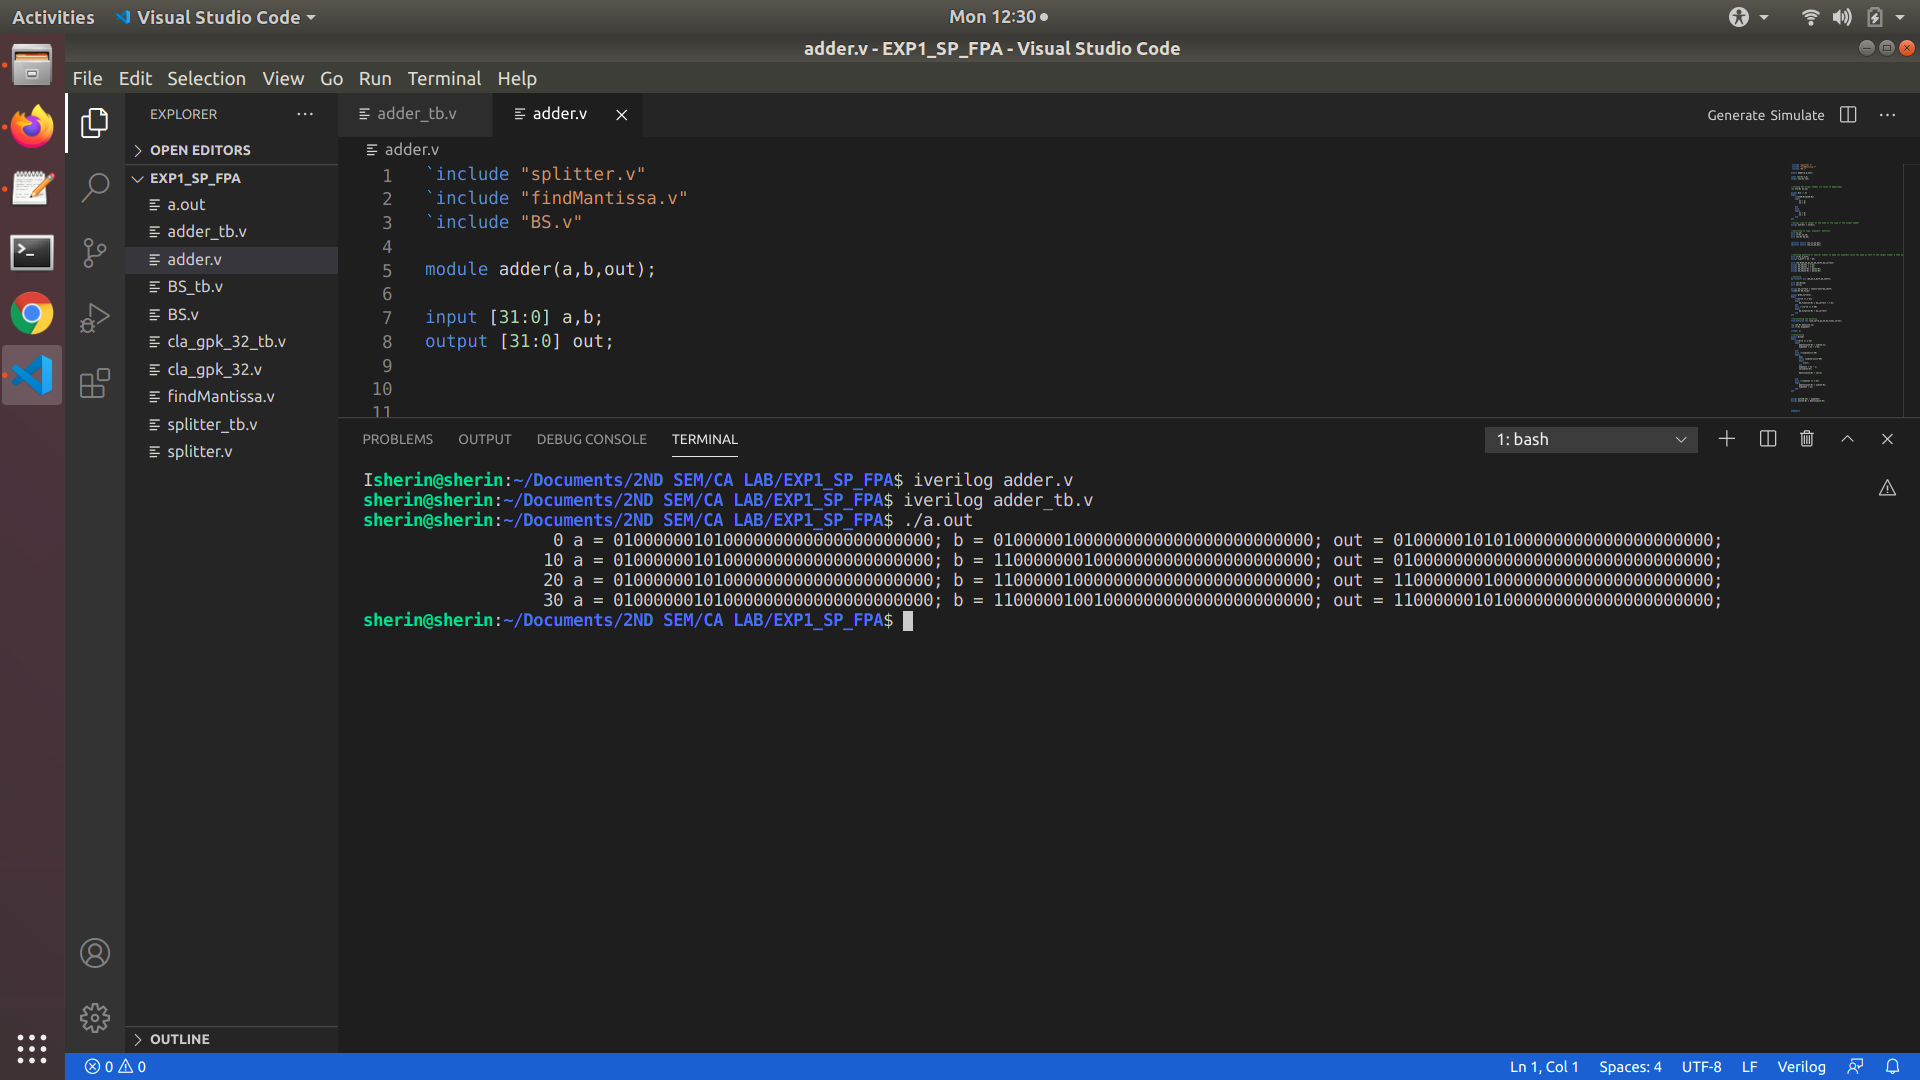 Activities
Visual Studio Code
Mon 12:30
adder.v - EXP1_SP_FPA - Visual Studio Code
File Edit Selection View Go Run Terminal Help
EXPLORER
OPEN EDITORS
EXP1_SP_FPA
a.out
adder_tb.v
adder.v
BS_tb.v
BS.v
cla_gpk_32_tb.v
cla_gpk_32.v
findMantissa.v
splitter_tb.v
splitter.v
OUTLINE
adder_tb.v
adder.v
Generate Simulate
adder.v
1 `include "splitter.v"
2 `include "findMantissa.v"
3 `include "BS.v"
4
5 module adder(a,b,out);
6
7 input [31:0] a,b;
8 output [31:0] out;
9
10
11
PROBLEMS OUTPUT DEBUG CONSOLE TERMINAL
1: bash
Isherin@sherin:~/Documents/2ND SEM/CA LAB/EXP1_SP_FPA$ iverilog adder.v
sherin@sherin:~/Documents/2ND SEM/CA LAB/EXP1_SP_FPA$ iverilog adder_tb.v
sherin@sherin:~/Documents/2ND SEM/CA LAB/EXP1_SP_FPA$ ./a.out
0 a = 01000000101000000000000000000000; b = 01000001000000000000000000000000; out = 01000001010100000000000000000000;
10 a = 01000000101000000000000000000000; b = 11000000010000000000000000000000; out = 01000000000000000000000000000000;
20 a = 01000000101000000000000000000000; b = 11000001000000000000000000000000; out = 11000000010000000000000000000000;
30 a = 01000000101000000000000000000000; b = 11000001001000000000000000000000; out = 11000000101000000000000000000000;
sherin@sherin:~/Documents/2ND SEM/CA LAB/EXP1_SP_FPA$
0 0
Ln 1, Col 1 Spaces: 4 UTF-8 LF Verilog